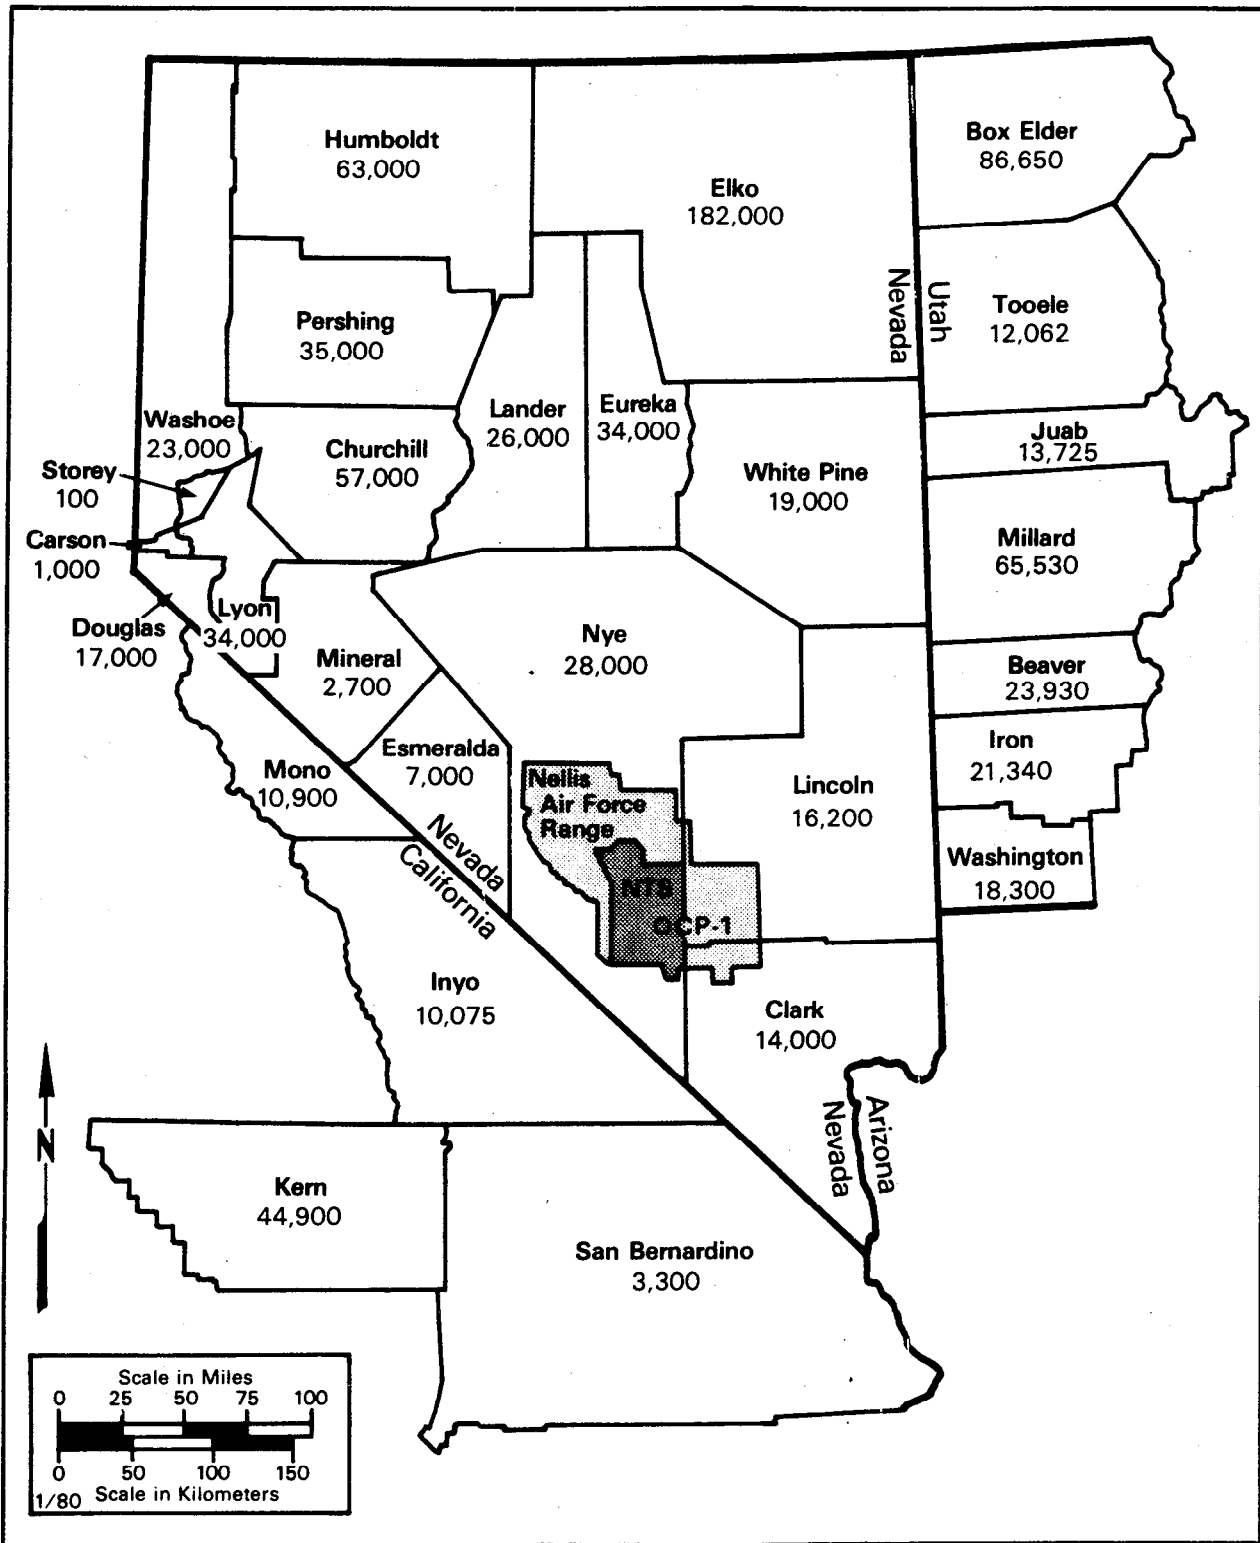 Humboldt
63,000
Elko
182,000
Box Elder
86,650
Nevada
Utah
Tooele
12,062
Pershing
35,000
Washoe
23,000
Lander
26,000
Eureka
34,000
Churchill
57,000
White Pine
19,000
Juab
13,725
Storey
100
Carson
1,000
Millard
65,530
Douglas
17,000
Lyon
34,000
Mineral
2,700
Nye
28,000
Beaver
23,930
Esmeralda
7,000
Mono
10,900
Iron
21,340
Lincoln
16,200
Nellis
Air Force
Range
NTS
Nevada
California
Washington
18,300
Inyo
10,075
Clark
14,000
Nevada
Arizona
N
Kern
44,900
San Bernardino
3,300
Scale in Miles
0 25 50 75 100
0 50 100 150
1/80 Scale in Kilometers